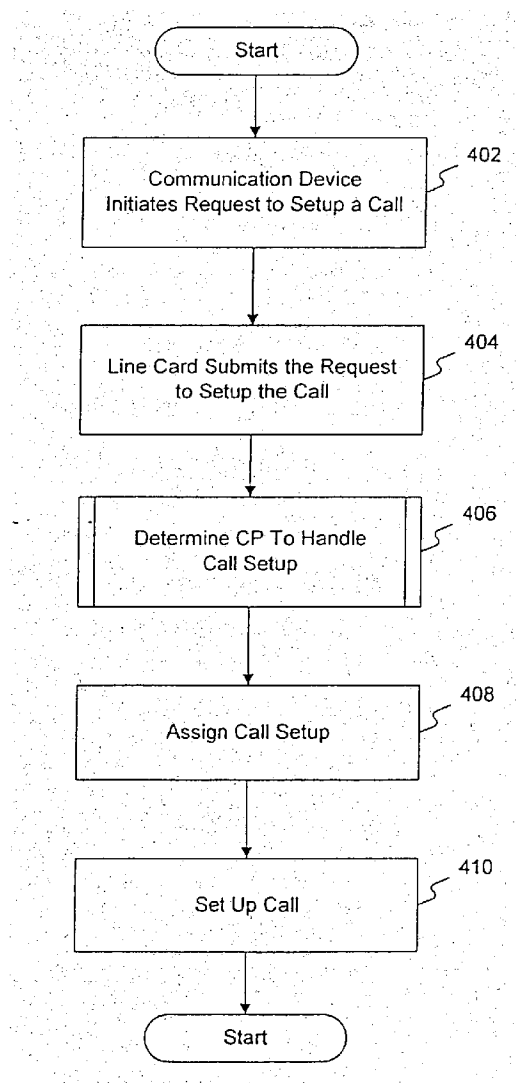 Start
402
Communication Device
Initiates Request to Setup a Call
404
Line Card Submits the Request
to Setup the Call
406
Determine CP To Handle
Call Setup
408
Assign Call Setup
410
Set Up Call
Start